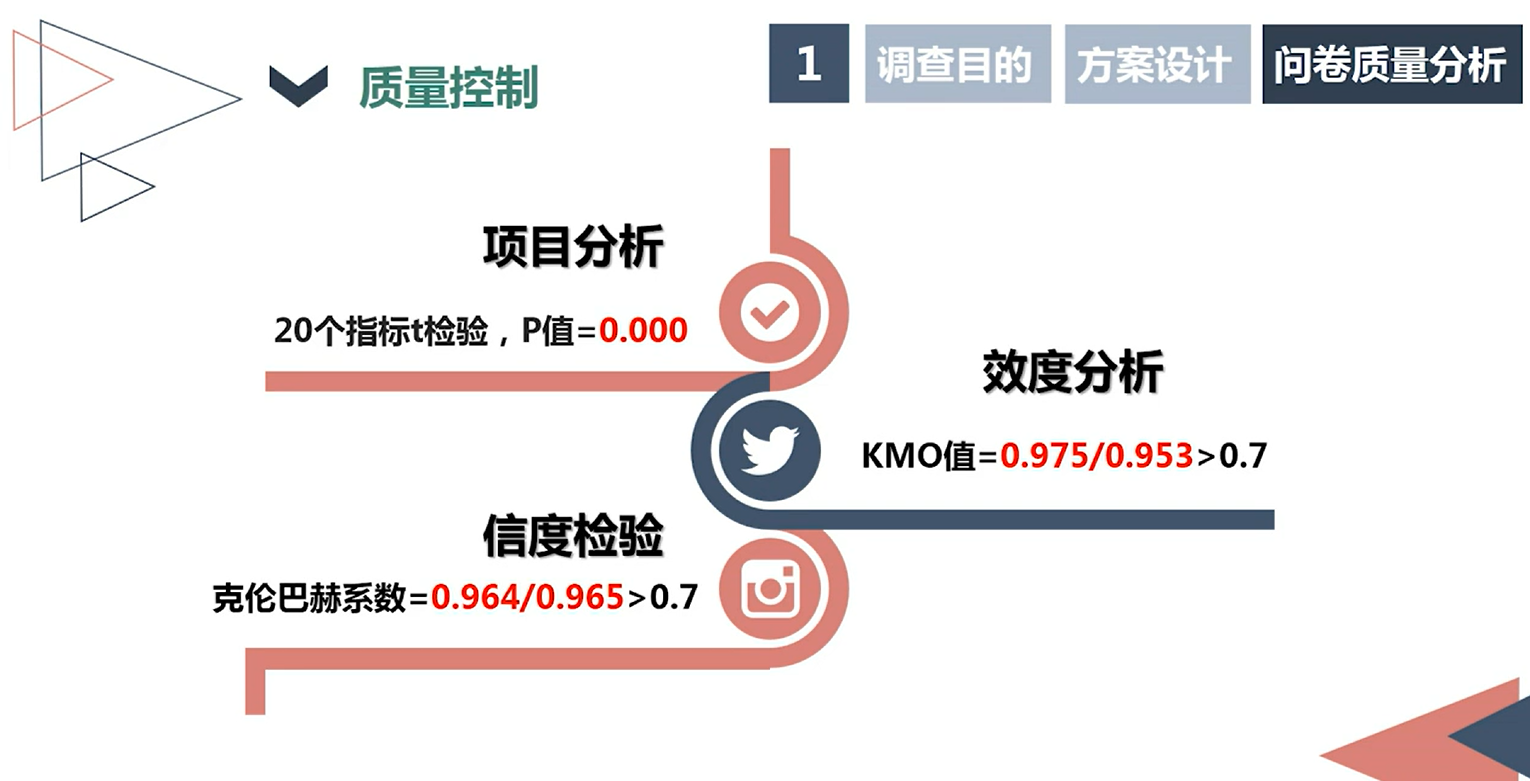 质量控制
1 调查目的 方案设计 问卷质量分析
项目分析
20个指标t检验，P值=0.000
效度分析
KMO值=0.975/0.953>0.7
信度检验
克伦巴赫系数=0.964/0.965>0.7